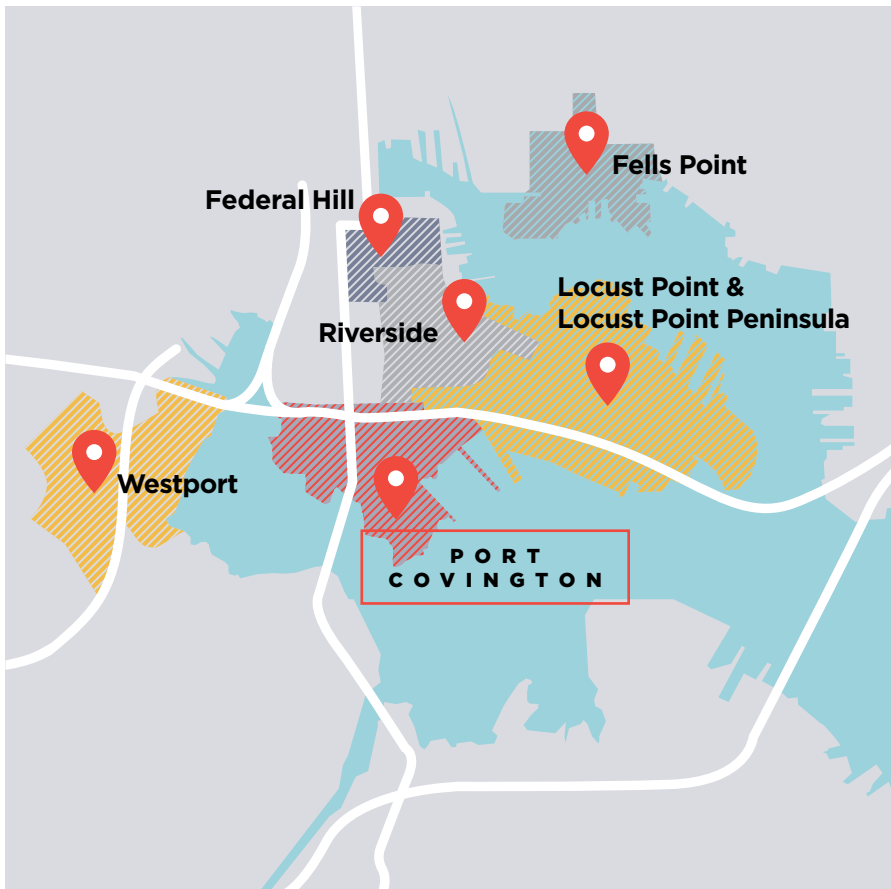 Fells Point
Federal Hill
Locust Point &
Locust Point Peninsula
Riverside
Westport
PORT
COVINGTON